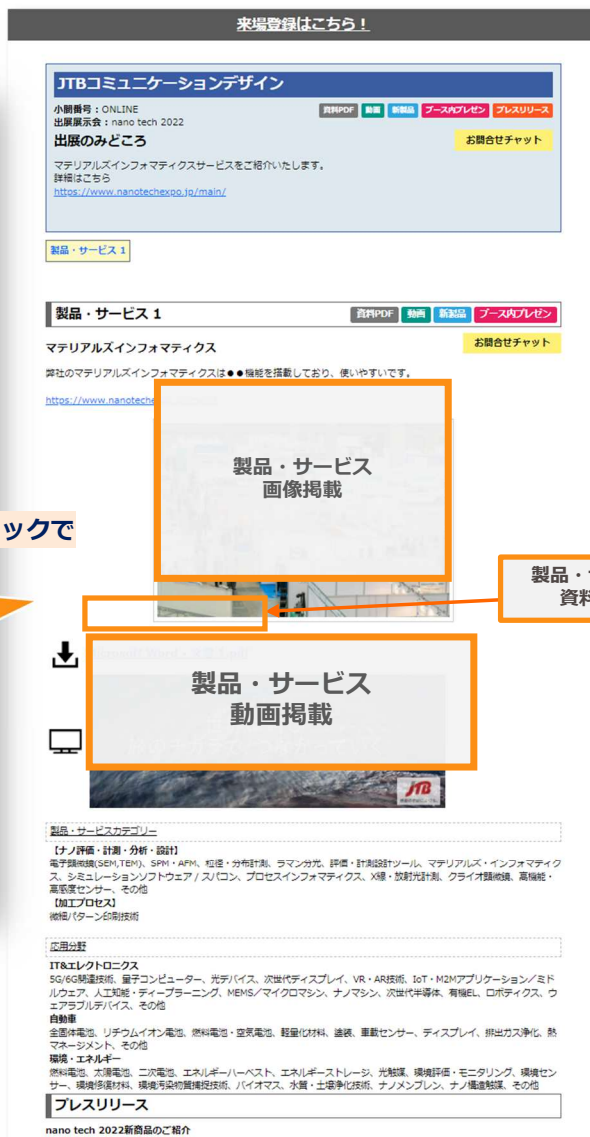 来場登録はこちら！
JTBコミュニケーションデザイン
小間番号：ONLINE
資料PDF 動画 新製品 ブース内プレゼン プレスリリース
出展展示会：nano tech 2022
出展のみどころ
お問合せチャット
マテリアルズインフォマティクスサービスをご紹介いたします。
詳細はこちら
https://www.nanotechexpo.jp/main/
製品・サービス 1
製品・サービス 1
資料PDF 動画 新製品 ブース内プレゼン
マテリアルズインフォマティクス
お問合せチャット
弊社のマテリアルズインフォマティクスは●●機能を搭載しており、使いやすいです。
https://www.nanoteche
製品・サービス
画像掲載
ックで
製品・
資料
製品・サービス
動画掲載
JTB
製品・サービスカテゴリー
【ナノ評価・計測・分析・設計】
電子顕微鏡(SEM,TEM)、SPM・AFM、粒径・分布計測、ラマン分光、評価・計測設計ツール、マテリアルズ・インフォマティク
ス、シミュレーションソフトウェア / スパコン、プロセスインフォマティクス、X線・放射光計測、クライオ顕微鏡、高機能・
高感度センサー、その他
【加工プロセス】
微細パターン印刷技術
応用分野
IT&エレクトロニクス
5G/6G関連技術、量子コンピューター、光デバイス、次世代ディスプレイ、VR・AR技術、IoT・M2Mアプリケーション／ミド
ルウェア、人工知能・ディープラーニング、MEMS／マイクロマシン、ナノマシン、次世代半導体、有機EL、ロボティクス、ウ
ェアラブルデバイス、その他
自動車
全固体電池、リチウムイオン電池、燃料電池・空気電池、軽量化材料、塗装、車載センサー、ディスプレイ、排出ガス浄化、熱
マネージメント、その他
環境・エネルギー
燃料電池、太陽電池、二次電池、エネルギーハーベスト、エネルギーストレージ、光触媒、環境評価・モニタリング、環境セン
サー、環境修復材料、環境汚染物質捕捉技術、バイオマス、水質・土壌浄化技術、ナノメンブレン、ナノ構造触媒、その他
プレスリリース
nano tech 2022新商品のご紹介